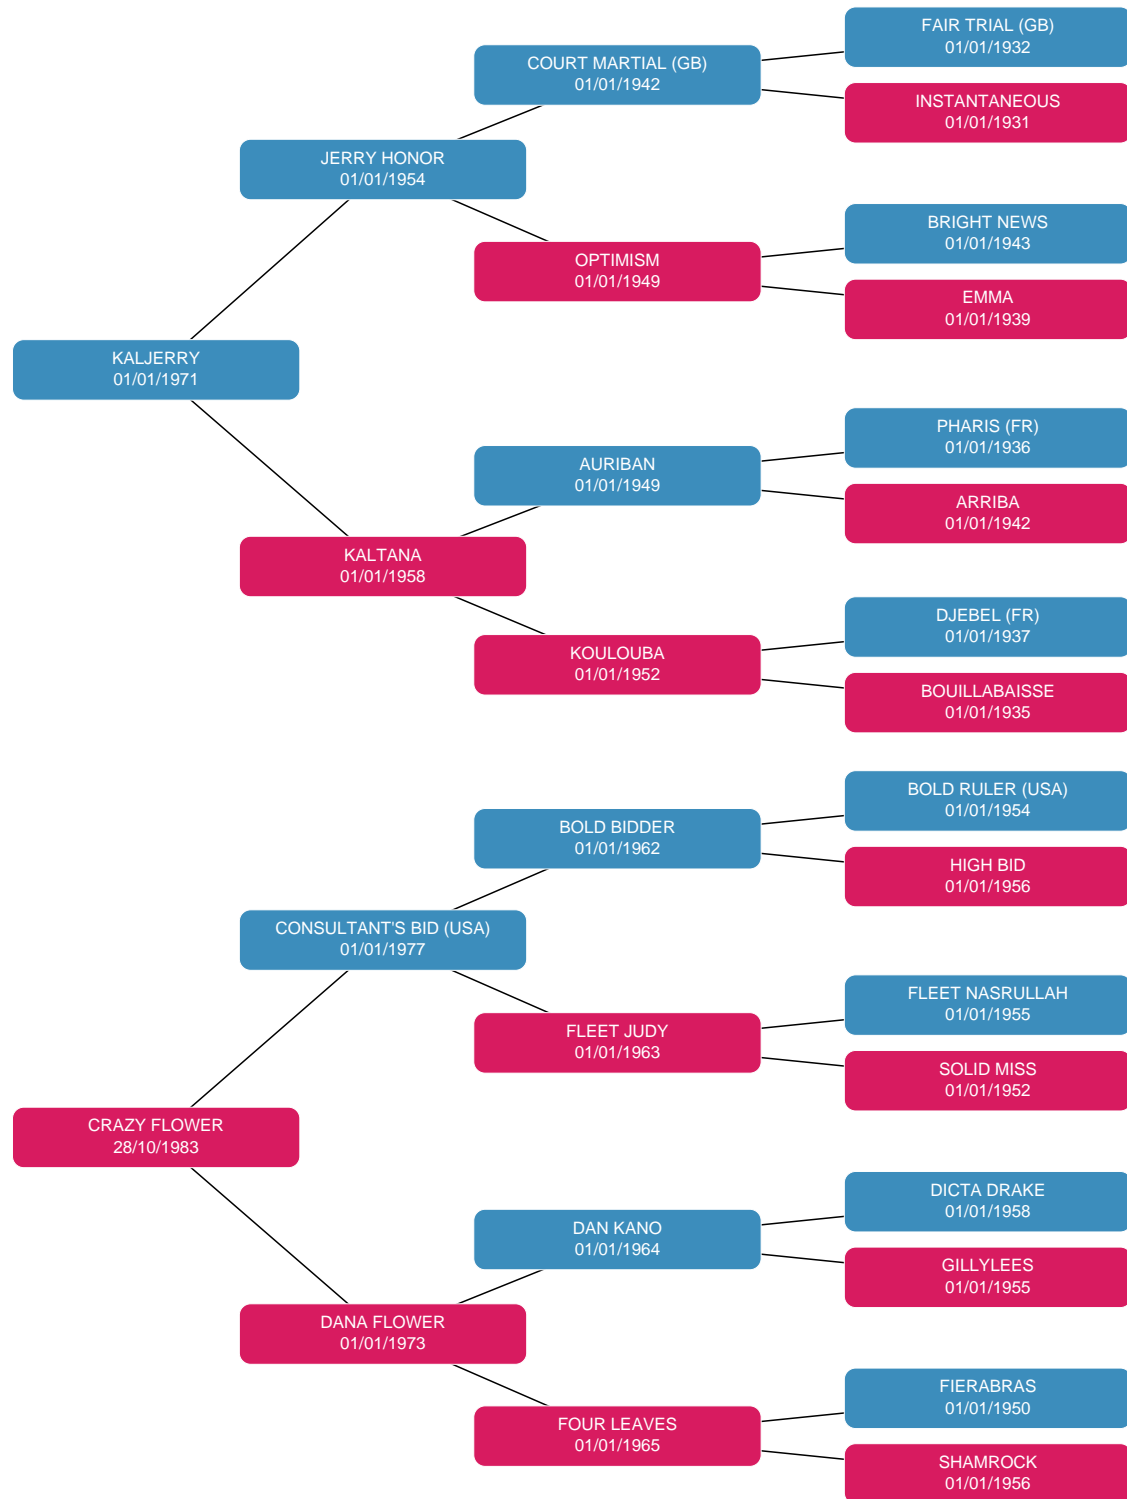 FAIR TRIAL (GB)
01/01/1932
COURT MARTIAL (GB)
01/01/1942
INSTANTANEOUS
01/01/1931
JERRY HONOR
01/01/1954
BRIGHT NEWS
01/01/1943
OPTIMISM
01/01/1949
EMMA
01/01/1939
KALJERRY
01/01/1971
PHARIS (FR)
01/01/1936
AURIBAN
01/01/1949
ARRIBA
01/01/1942
KALTANA
01/01/1958
DJEBEL (FR)
01/01/1937
KOULOUBA
01/01/1952
BOUILLABAISSE
01/01/1935
BOLD RULER (USA)
01/01/1954
BOLD BIDDER
01/01/1962
HIGH BID
01/01/1956
CONSULTANT'S BID (USA)
01/01/1977
FLEET NASRULLAH
01/01/1955
FLEET JUDY
01/01/1963
SOLID MISS
01/01/1952
CRAZY FLOWER
28/10/1983
DICTA DRAKE
01/01/1958
DAN KANO
01/01/1964
GILLYLEES
01/01/1955
DANA FLOWER
01/01/1973
FIERABRAS
01/01/1950
FOUR LEAVES
01/01/1965
SHAMROCK
01/01/1956